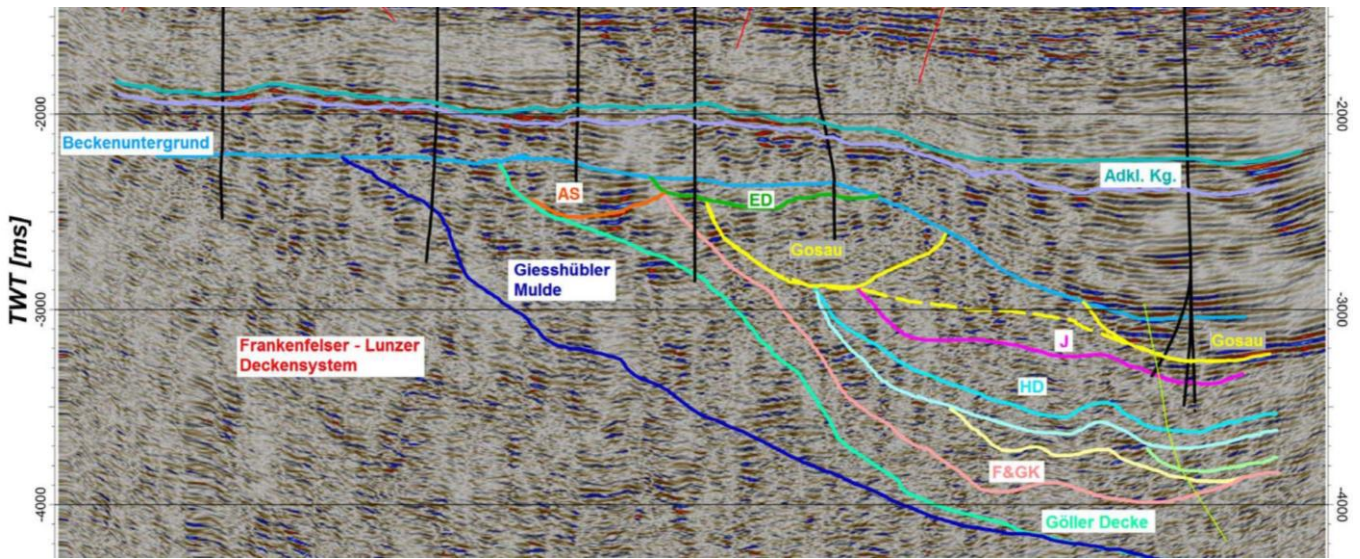 TWT [ms]
-2000
-3000
-4000
Beckenuntergrund
AS
ED
Adkl. Kg.
Gosau
Giesshübler
Mulde
Frankenfelser - Lunzer
Deckensystem
J
Gosau
HD
F&GK
Göller Decke
-2000
-3000
-4000